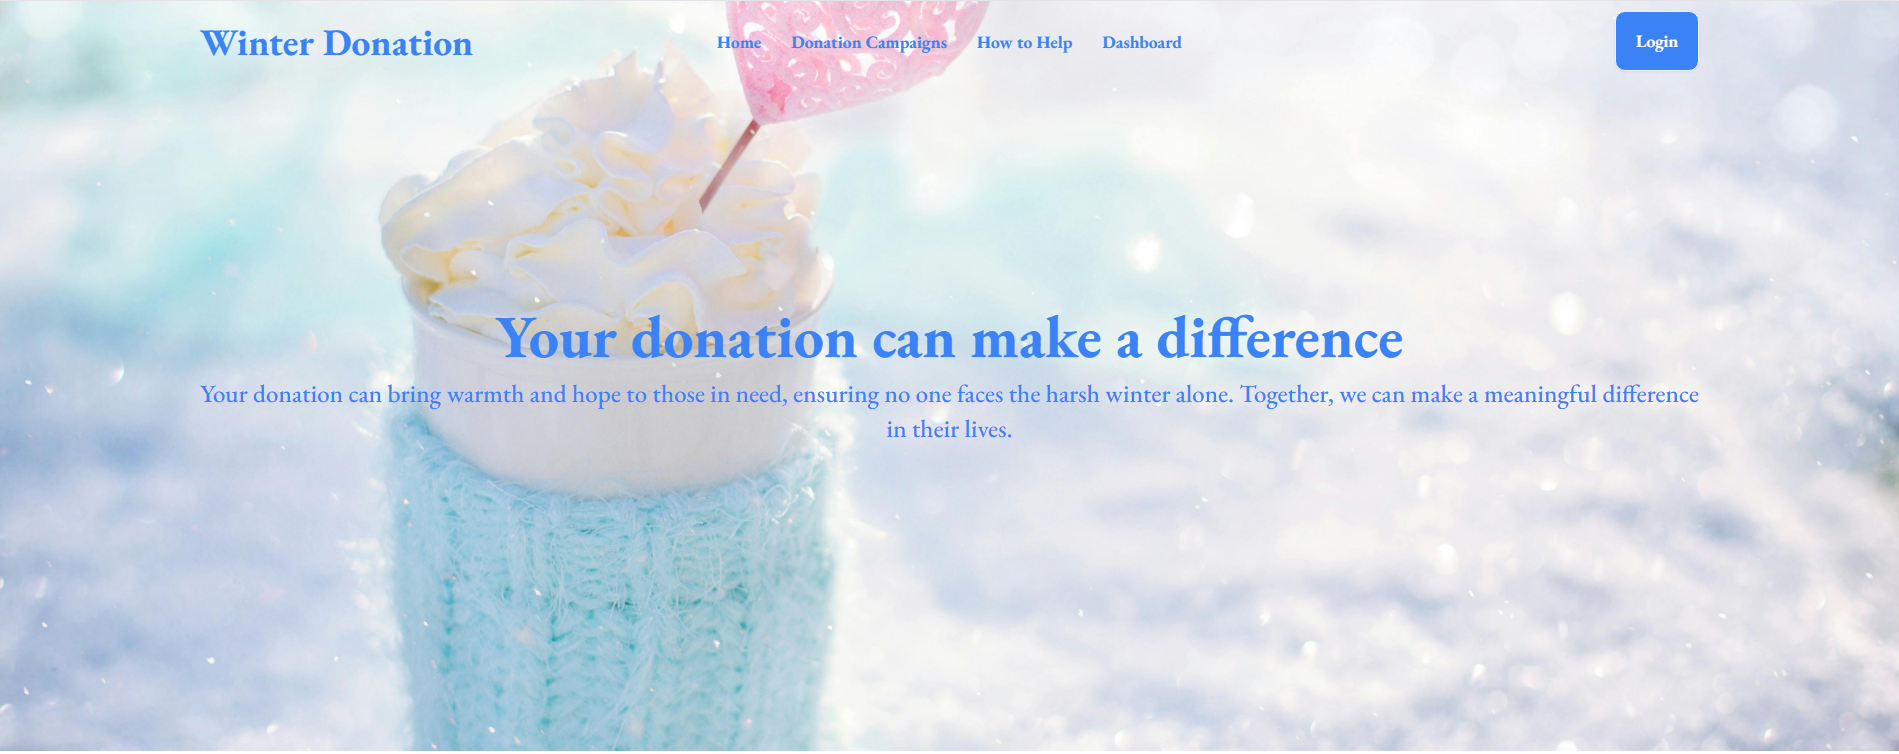 Winter Donation
Home
Donation Campaigns
How to Help
Dashboard
Login
Your donation can make a difference
Your donation can bring warmth and hope to those in need, ensuring no one faces the harsh winter alone. Together, we can make a meaningful difference
in their lives.